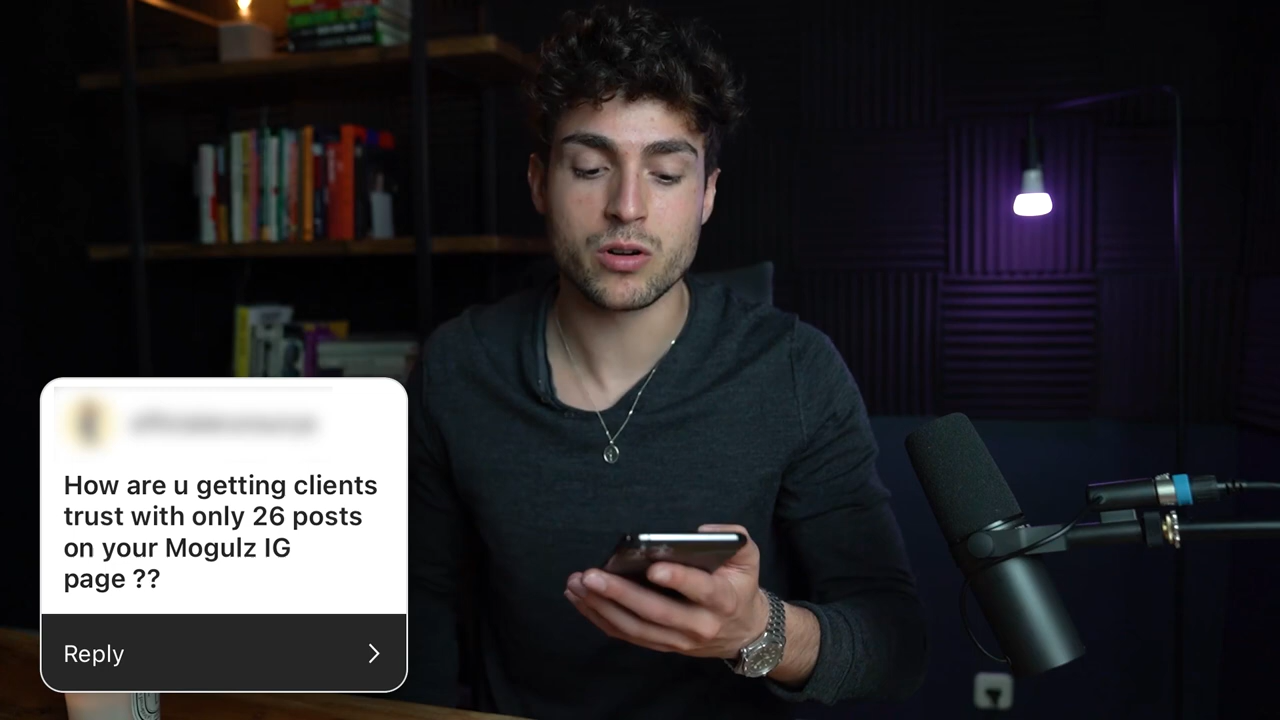 How are u getting clients
trust with only 26 posts
on your Mogulz IG
page ??
Reply